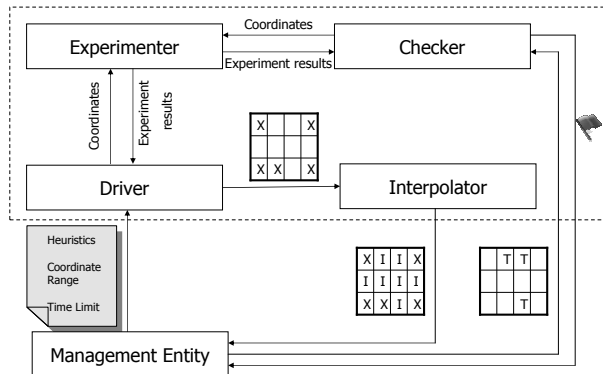 Coordinates
Experimenter
Checker
Experiment results
Coordinates
Experiment
results
X X
X X X
Driver
Interpolator
Heuristics
Coordinate
Range
Time Limit
X I I X
I I I I
X X I X
T T
T
Management Entity